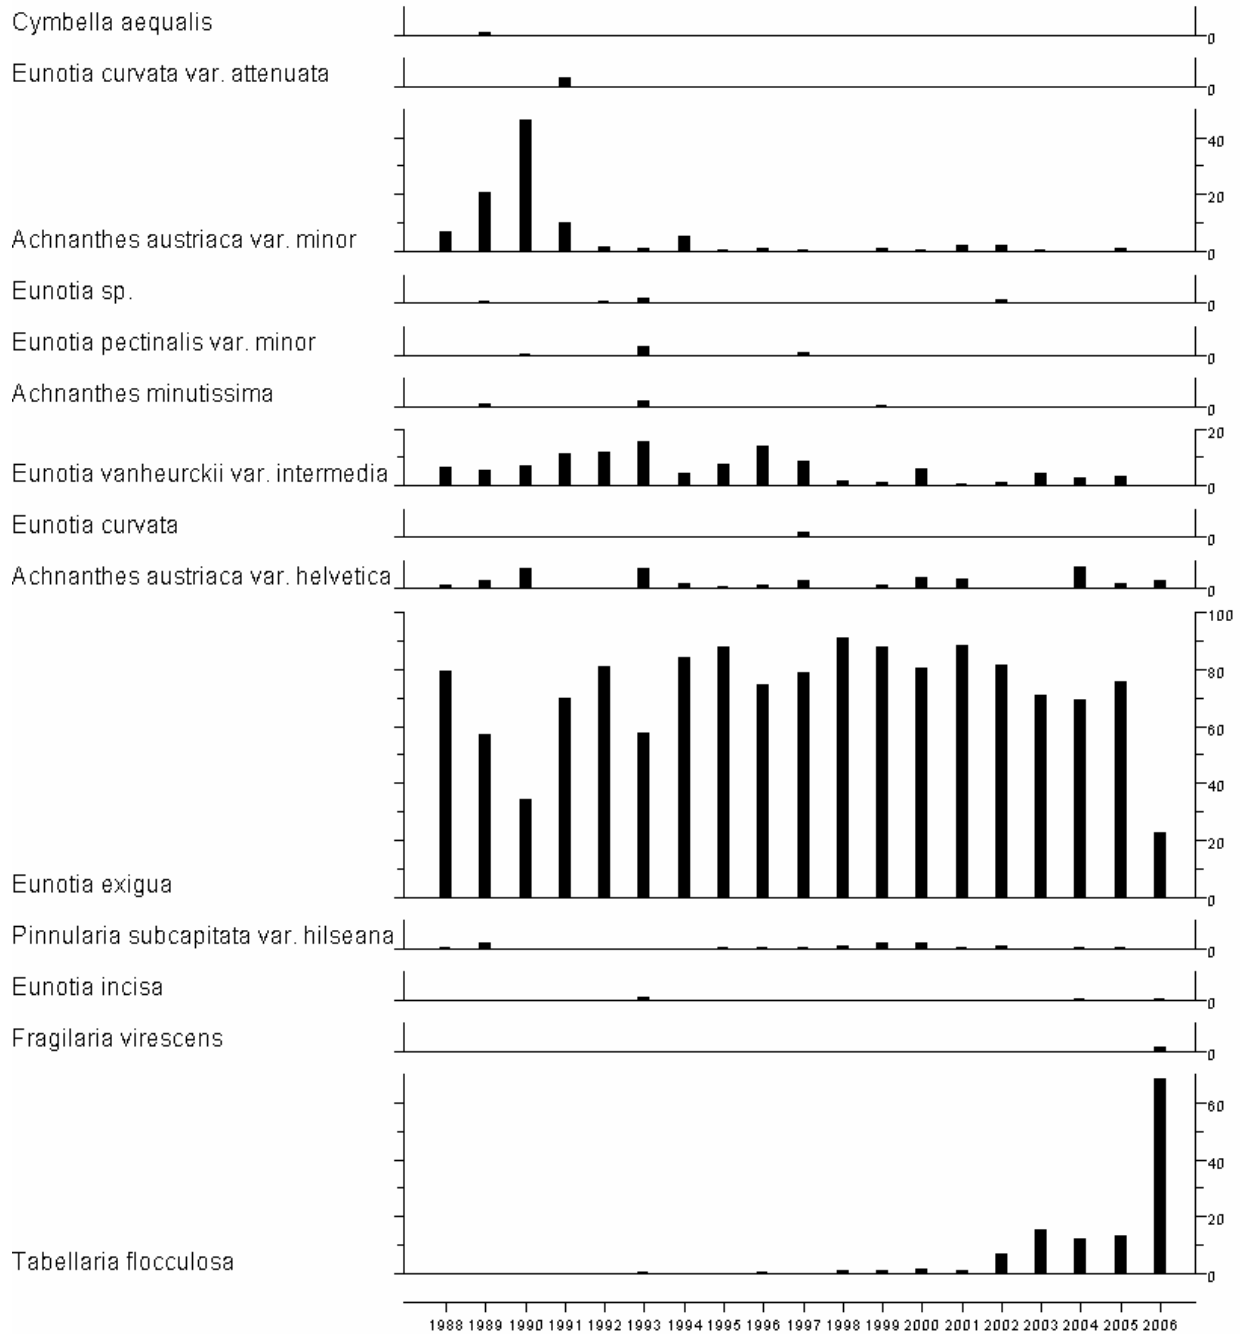 Cymbella aequalis
0
Eunotia curvata var. attenuata
0
40
20
Achnanthes austriaca var. minor
0
Eunotia sp.
0
Eunotia pectinalis var. minor
0
Achnanthes minutissima
0
20
Eunotia vanheurckii var. intermedia
0
Eunotia curvata
0
Achnanthes austriaca var. helvetica
0
100
80
60
40
20
Eunotia exigua
0
Pinnularia subcapitata var. hilseana
0
Eunotia incisa
0
Fragilaria virescens
0
60
40
20
Tabellaria flocculosa
0
1988 1989 1990 1991 1992 1993 1994 1995 1996 1997 1998 1999 2000 2001 2002 2003 2004 2005 2006